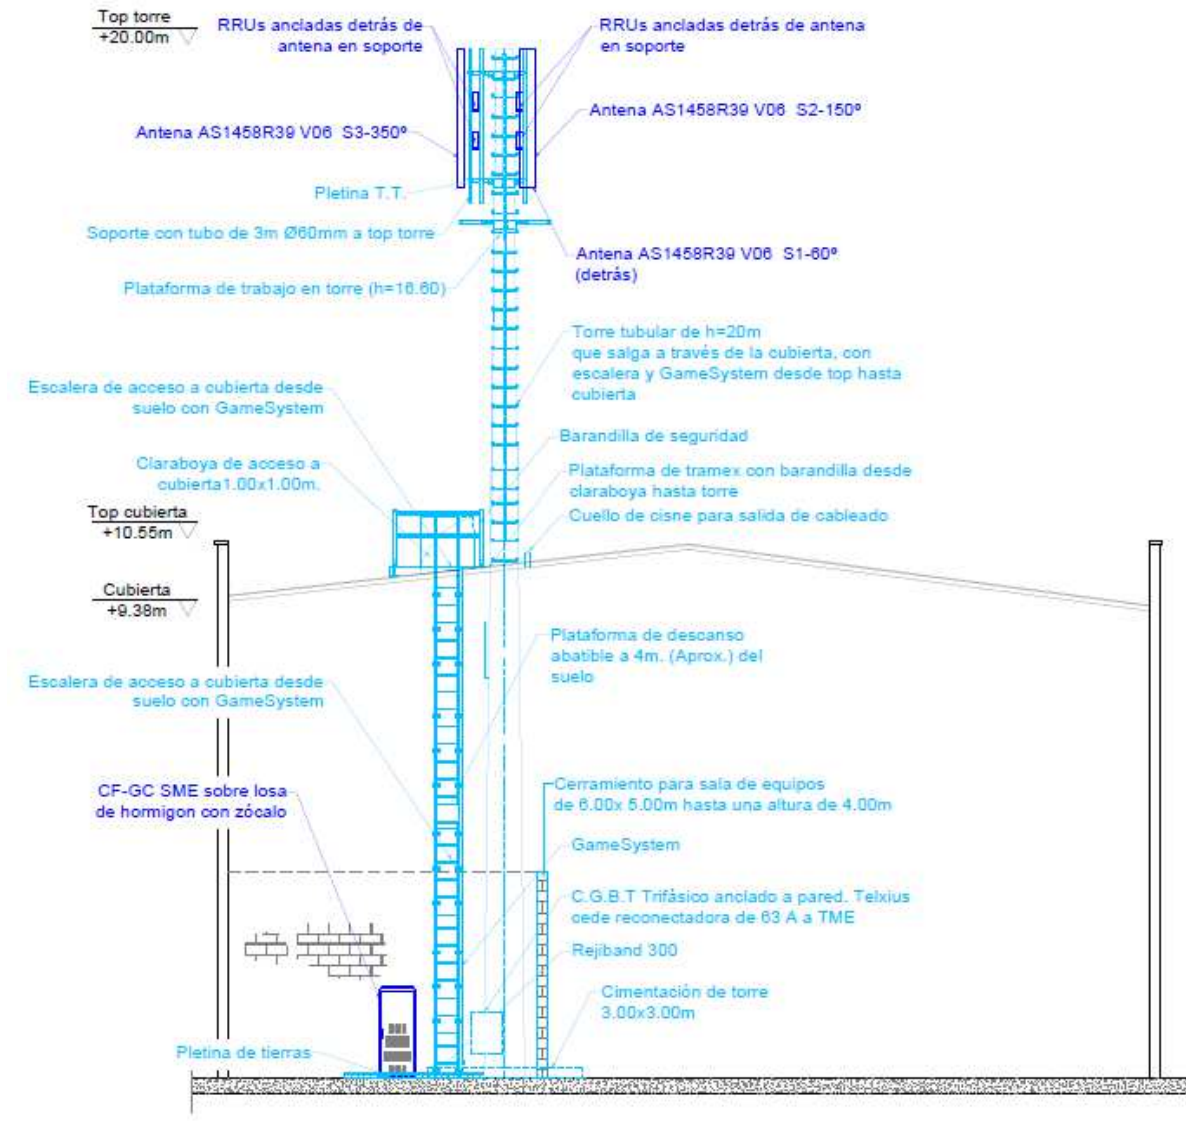 Top torre
+20.00m
RRUs ancladas detrás de
antena en soporte
RRUs ancladas detrás de antena
en soporte
Antena AS1458R39 V06 S2-150º
Antena AS1458R39 V06 S3-350º
Pletina T.T.
Soporte con tubo de 3m Ø60mm a top torre
Antena AS1458R39 V06 S1-60º
(detrás)
Plataforma de trabajo en torre (h=16.60)
Torre tubular de h=20m
que salga a través de la cubierta, con
escalera y GameSystem desde top hasta
cubierta
Escalera de acceso a cubierta desde
suelo con GameSystem
Barandilla de seguridad
Claraboya de acceso a
cubierta1.00x1.00m.
Plataforma de tramex con barandilla desde
claraboya hasta torre
Cuello de cisne para salida de cableado
Top cubierta
+10.55m
Cubierta
+9.38m
Plataforma de descanso
abatible a 4m. (Aprox.) del
suelo
Escalera de acceso a cubierta desde
suelo con GameSystem
CF-GC SME sobre losa
de hormigon con zócalo
Cerramiento para sala de equipos
de 6.00x 5.00m hasta una altura de 4.00m
GameSystem
C.G.B.T Trifásico anclado a pared. Telxius
cede reconectadora de 63 A a TME
Rejiband 300
Cimentación de torre
3.00x3.00m
Pletina de tierras